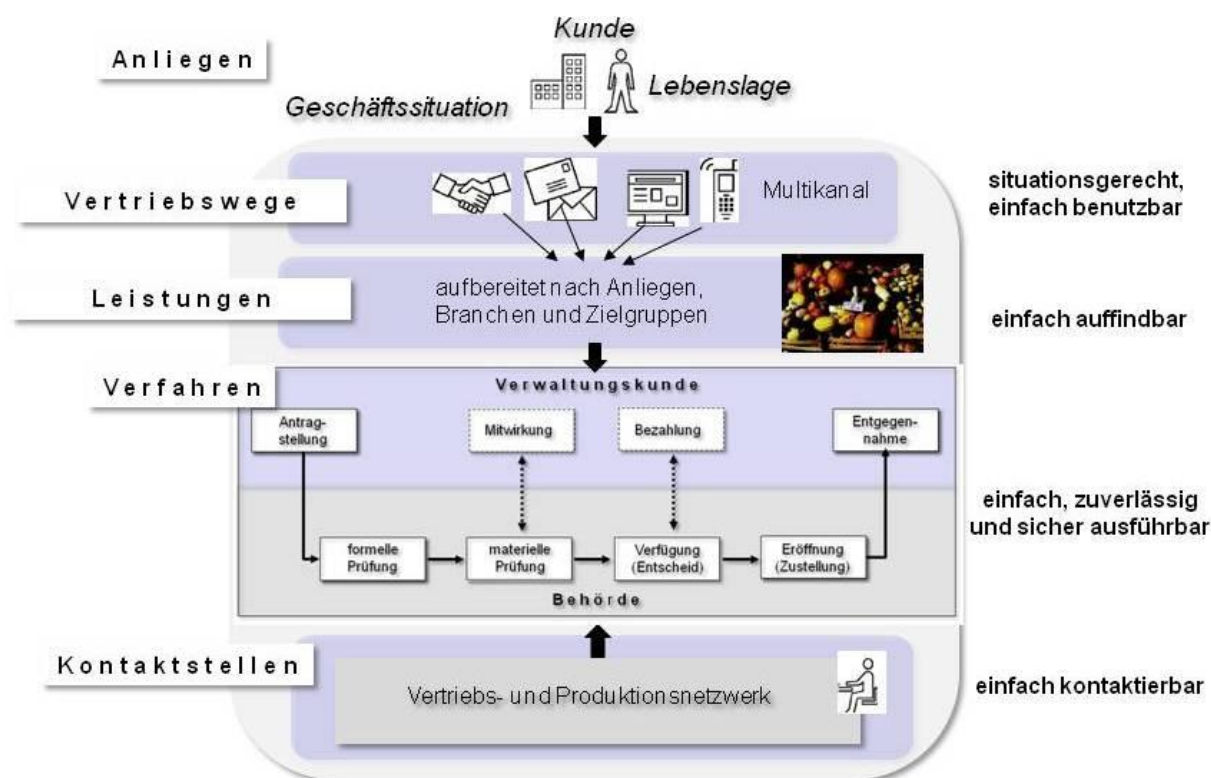 Kunde
Anliegen
Lebenslage
Geschäftssituation
Vertriebswege
Multikanal
situationsgerecht,
einfach benutzbar
Leistungen
aufbereitet nach Anliegen,
Branchen und Zielgruppen
einfach auffindbar
Verfahren
Verwaltungskunde
Antrag-
stellung
Mitwirkung
Bezahlung
Entgegen-
nahme
einfach, zuverlässig
und sicher ausführbar
formelle
Prüfung
materielle
Prüfung
Verfügung
(Entscheid)
Eröffnung
(Zustellung)
Behörde
Kontaktstellen
Vertriebs- und Produktionsnetzwerk
einfach kontaktierbar